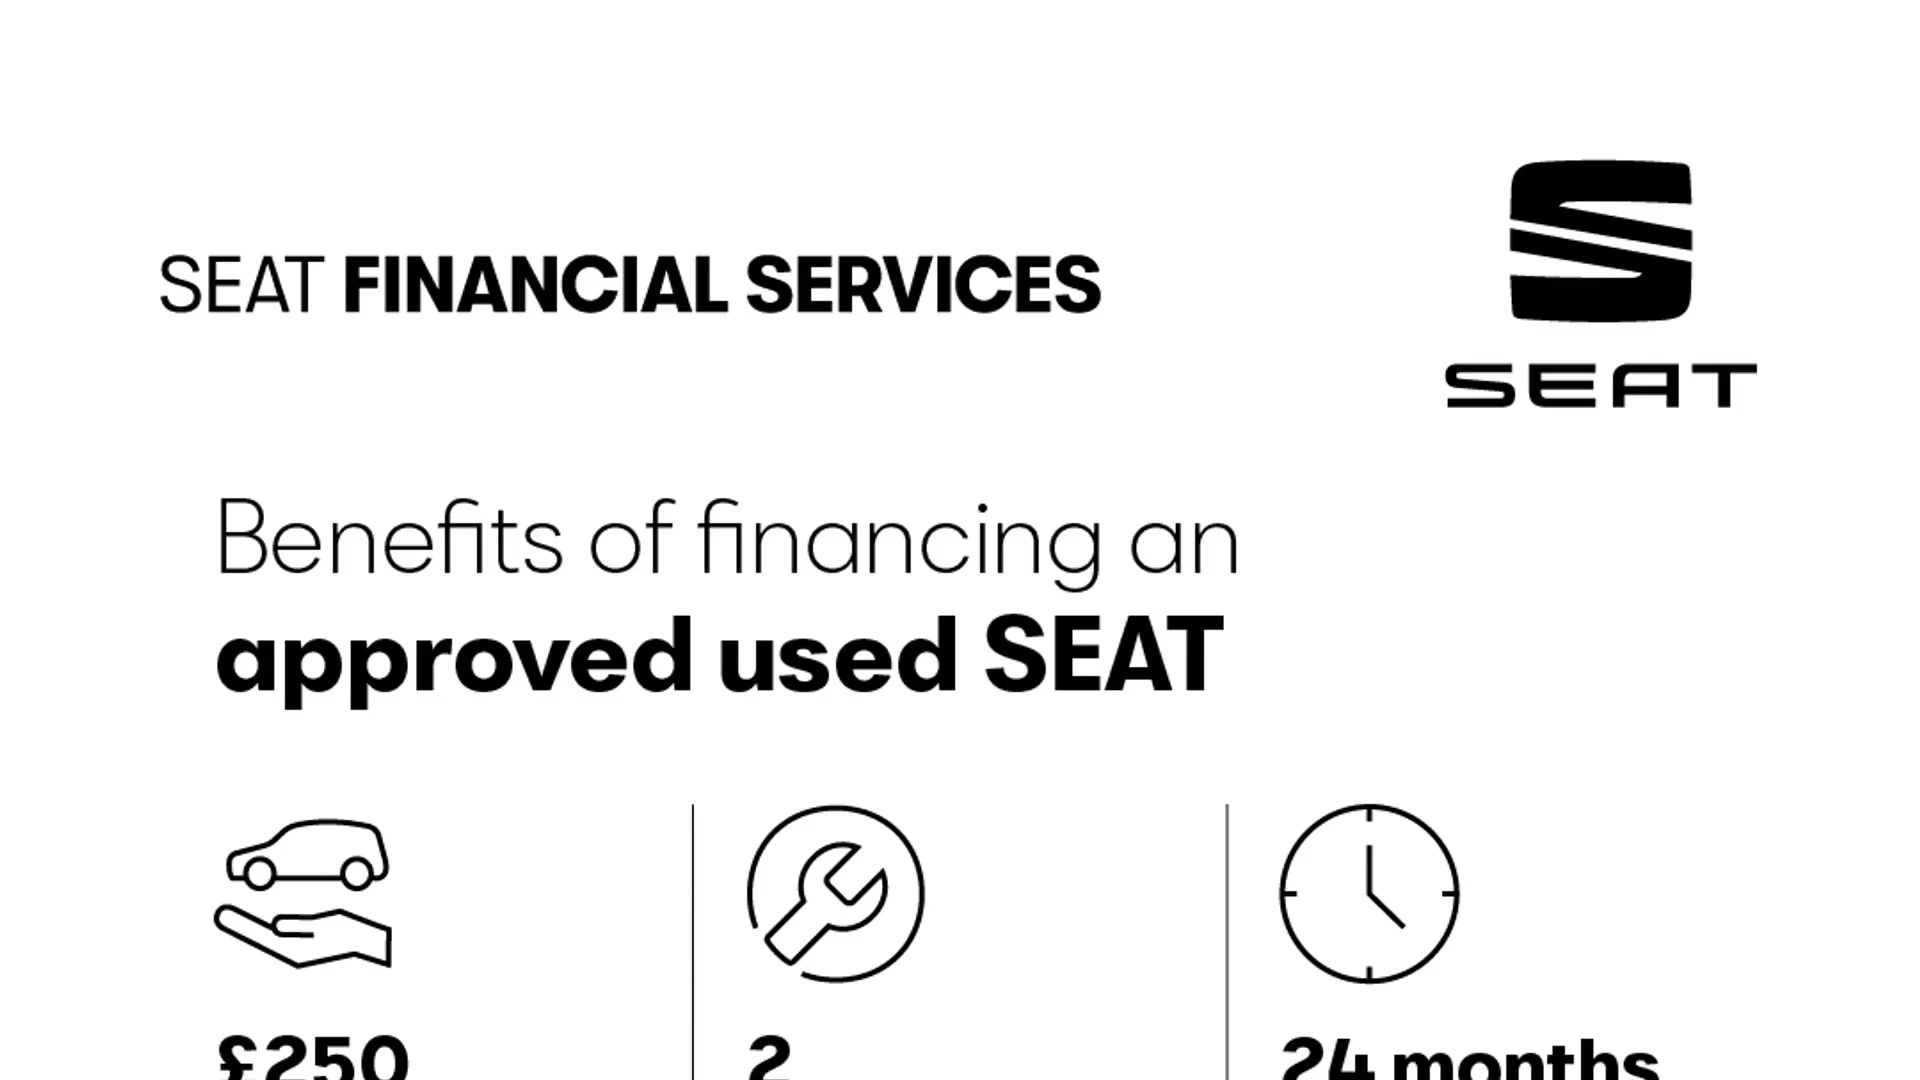 SEAT FINANCIAL SERVICES
SEAT
Benefits of financing an
approved used SEAT
£250
2
24 months